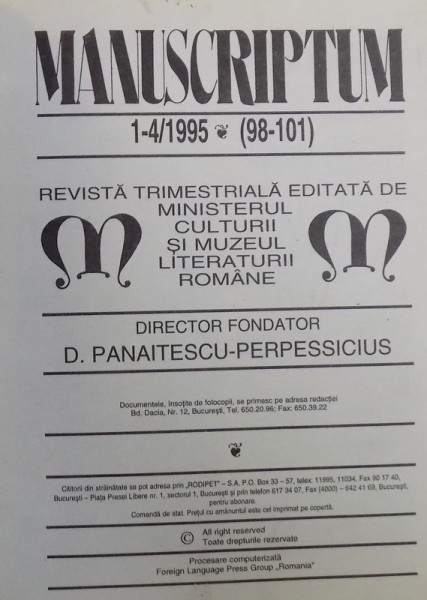 MANUSCRIPTUM
1-4/1995 ❦ (98-101)
REVISTĂ TRIMESTRIALĂ EDITATĂ DE
MINISTERUL
CULTURII
ȘI MUZEUL
LITERATURII
ROMÂNE
DIRECTOR FONDATOR
D. PANAITESCU-PERPESSICIUS
Documentele, însoțite de fotocopii, se primesc pe adresa redacției
Bd. Dacia, Nr. 12, București, Tel. 650.20.96; Fax: 650.39.22
Cititorii din străinătate se pot adresa prin „RODIPET" – S.A. P.O. Box 33 – 57, telex: 11995, 11034, Fax 90 17 40,
București – Piața Presei Libere nr. 1, sectorul 1, București și prin telefon 617 34 07, Fax (4000) – 642 41 69, București,
pentru abonare.
Comandă de stat. Prețul cu amănuntul este cel imprimat pe copertă.
© All right reserved
Toate drepturile rezervate
Procesare computerizată
Foreign Language Press Group „Romania"